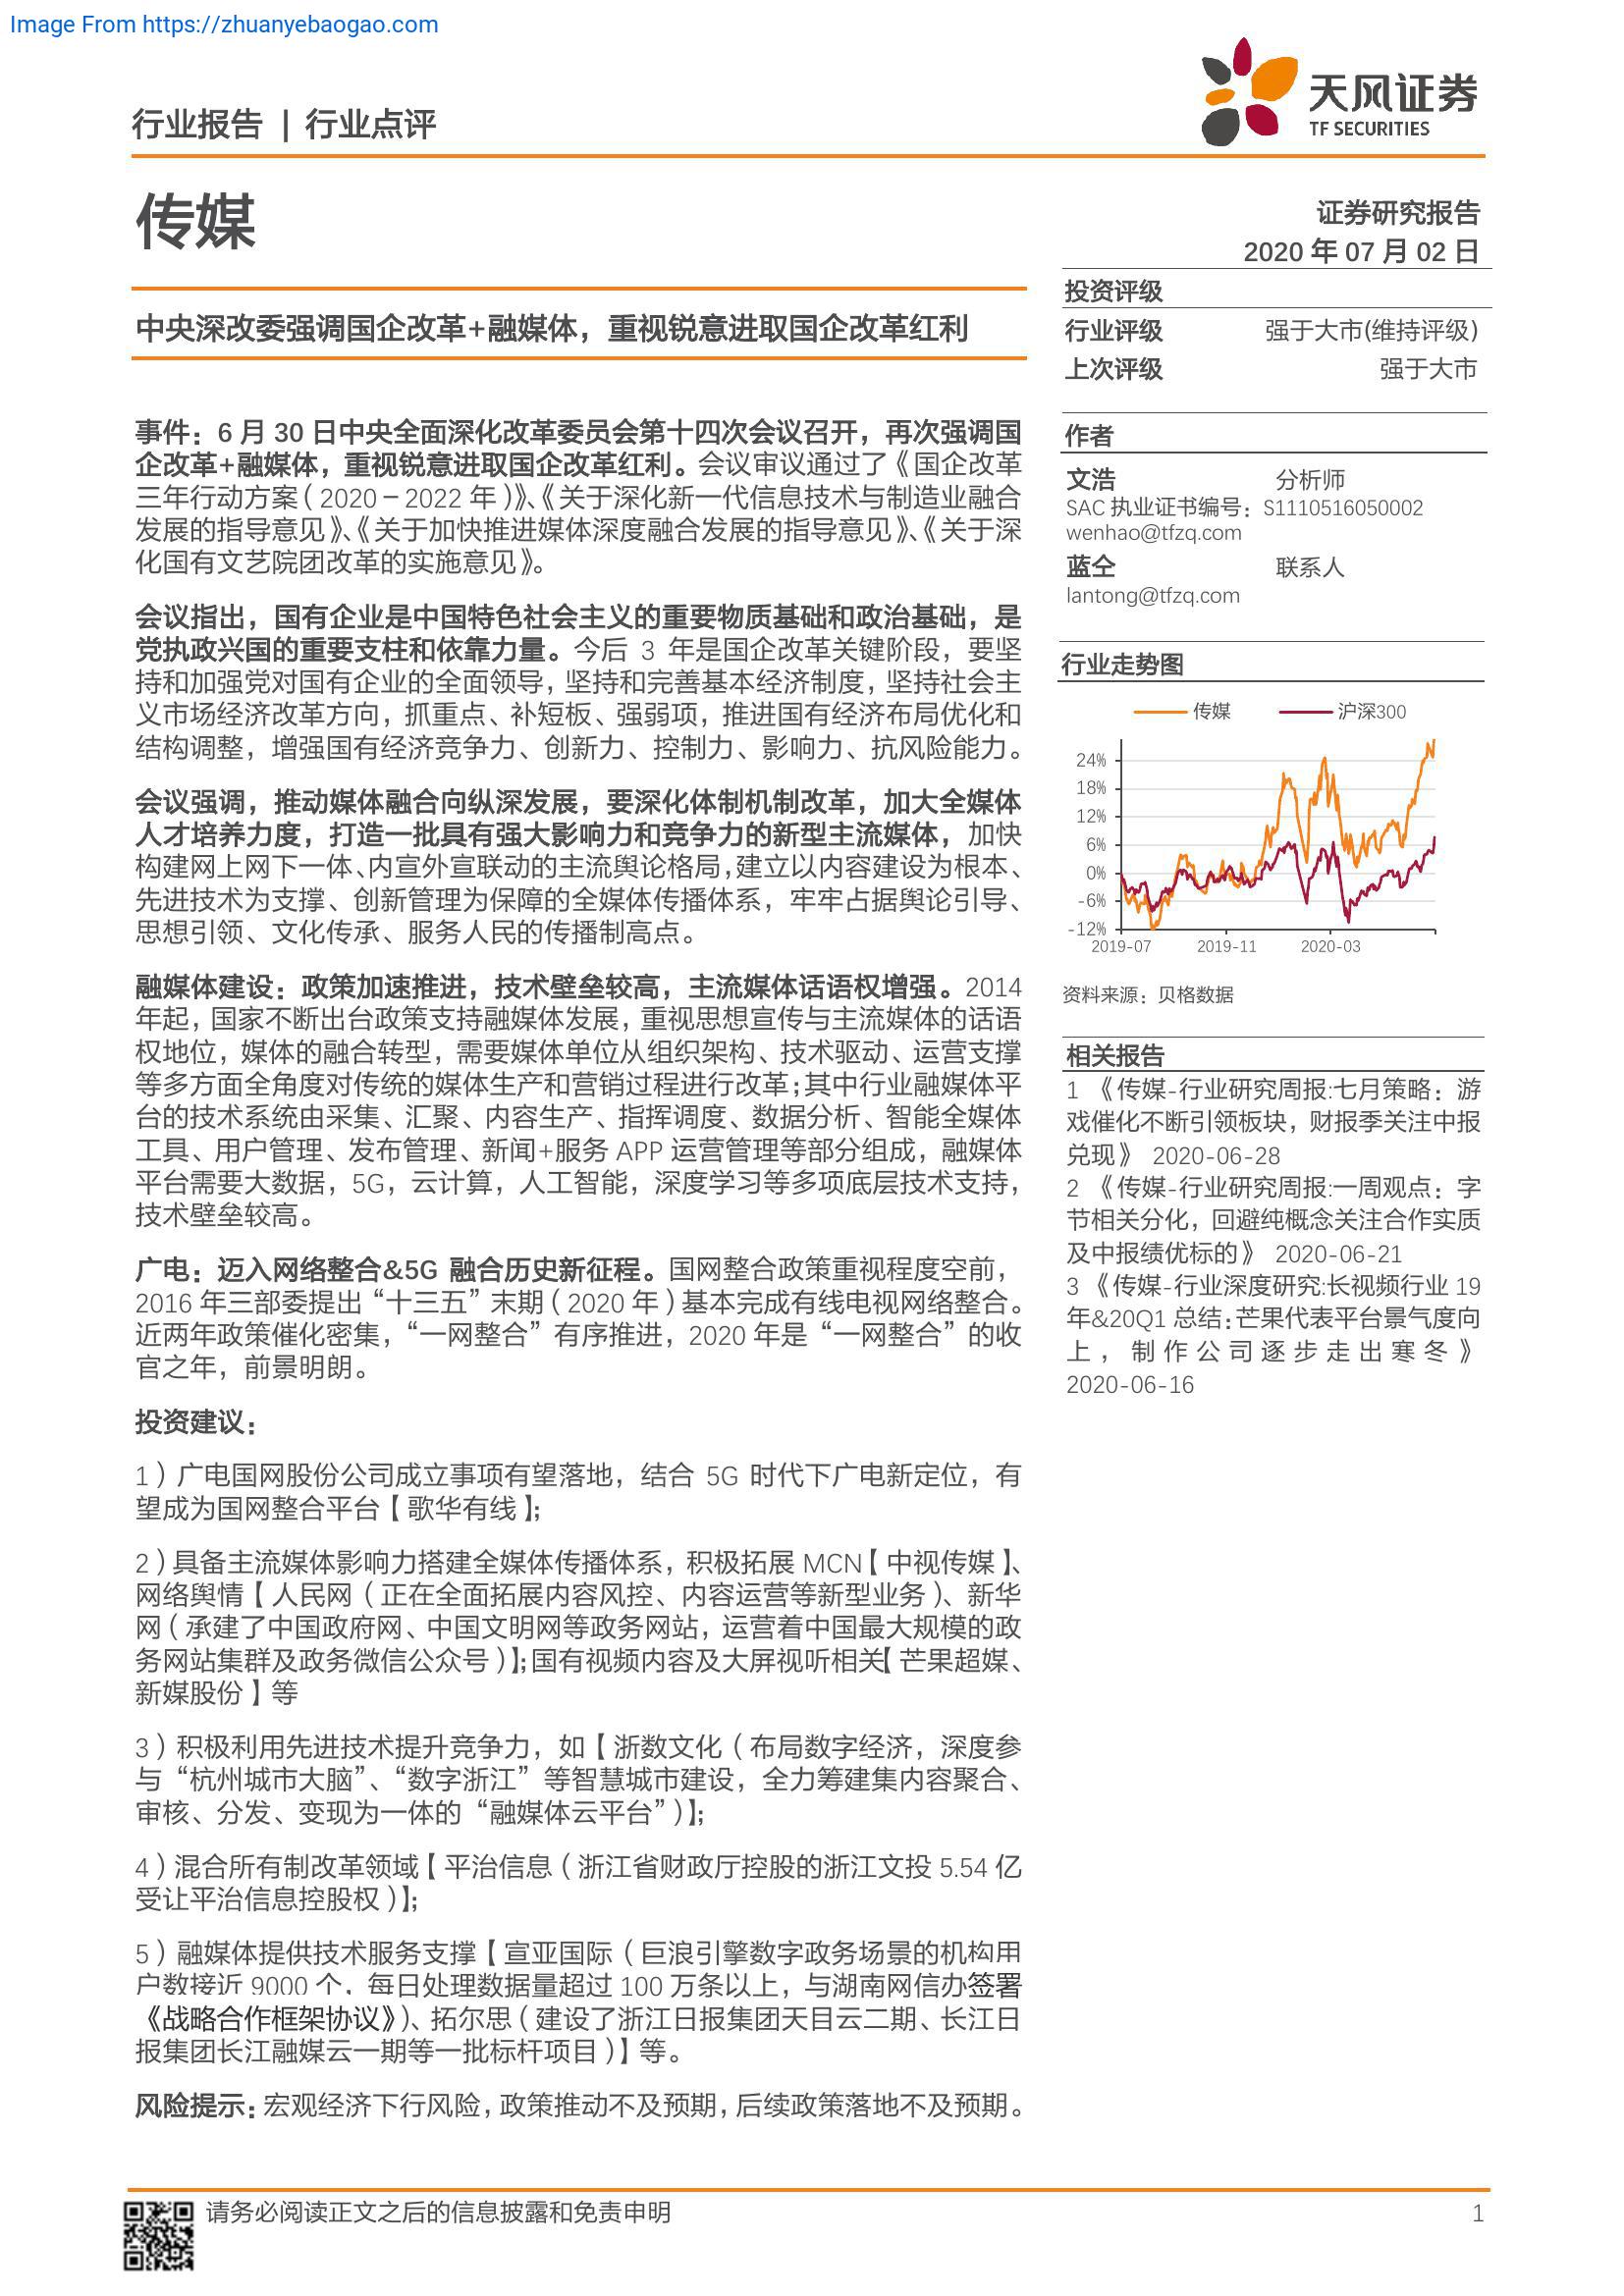 Image From https://zhuanyebaogao.com
行业报告 | 行业点评
天风证券
TF SECURITIES
传媒
证券研究报告
2020 年 07 月 02 日
中央深改委强调国企改革+融媒体，重视锐意进取国企改革红利
事件：6 月 30 日中央全面深化改革委员会第十四次会议召开，再次强调国
企改革+融媒体，重视锐意进取国企改革红利。会议审议通过了《国企改革
三年行动方案（2020－2022 年）》、《关于深化新一代信息技术与制造业融合
发展的指导意见》、《关于加快推进媒体深度融合发展的指导意见》、《关于深
化国有文艺院团改革的实施意见》。
会议指出，国有企业是中国特色社会主义的重要物质基础和政治基础，是
党执政兴国的重要支柱和依靠力量。今后 3 年是国企改革关键阶段，要坚
持和加强党对国有企业的全面领导，坚持和完善基本经济制度，坚持社会主
义市场经济改革方向，抓重点、补短板、强弱项，推进国有经济布局优化和
结构调整，增强国有经济竞争力、创新力、控制力、影响力、抗风险能力。
会议强调，推动媒体融合向纵深发展，要深化体制机制改革，加大全媒体
人才培养力度，打造一批具有强大影响力和竞争力的新型主流媒体，加快
构建网上网下一体、内宣外宣联动的主流舆论格局，建立以内容建设为根本、
先进技术为支撑、创新管理为保障的全媒体传播体系，牢牢占据舆论引导、
思想引领、文化传承、服务人民的传播制高点。
融媒体建设：政策加速推进，技术壁垒较高，主流媒体话语权增强。2014
年起，国家不断出台政策支持融媒体发展，重视思想宣传与主流媒体的话语
权地位，媒体的融合转型，需要媒体单位从组织架构、技术驱动、运营支撑
等多方面全角度对传统的媒体生产和营销过程进行改革；其中行业融媒体平
台的技术系统由采集、汇聚、内容生产、指挥调度、数据分析、智能全媒体
工具、用户管理、发布管理、新闻+服务 APP 运营管理等部分组成，融媒体
平台需要大数据，5G，云计算，人工智能，深度学习等多项底层技术支持，
技术壁垒较高。
广电：迈入网络整合&5G 融合历史新征程。国网整合政策重视程度空前，
2016 年三部委提出“十三五”末期（2020 年）基本完成有线电视网络整合。
近两年政策催化密集，“一网整合”有序推进，2020 年是“一网整合”的收
官之年，前景明朗。
投资建议：
1）广电国网股份公司成立事项有望落地，结合 5G 时代下广电新定位，有
望成为国网整合平台【歌华有线】；
2）具备主流媒体影响力搭建全媒体传播体系，积极拓展 MCN【中视传媒】、
网络舆情【人民网（正在全面拓展内容风控、内容运营等新型业务）、新华
网（承建了中国政府网、中国文明网等政务网站，运营着中国最大规模的政
务网站集群及政务微信公众号）】；国有视频内容及大屏视听相关【芒果超媒、
新媒股份】等
3）积极利用先进技术提升竞争力，如【浙数文化（布局数字经济，深度参
与“杭州城市大脑”、“数字浙江”等智慧城市建设，全力筹建集内容聚合、
审核、分发、变现为一体的“融媒体云平台”）】；
4）混合所有制改革领域【平治信息（浙江省财政厅控股的浙江文投 5.54 亿
受让平治信息控股权）】；
5）融媒体提供技术服务支撑【宣亚国际（巨浪引擎数字政务场景的机构用
户数接近 9000 个，每日处理数据量超过 100 万条以上，与湖南网信办签署
《战略合作框架协议》）、拓尔思（建设了浙江日报集团天目云二期、长江日
报集团长江融媒云一期等一批标杆项目）】等。
风险提示：宏观经济下行风险，政策推动不及预期，后续政策落地不及预期。
投资评级
行业评级 强于大市(维持评级)
上次评级 强于大市
作者
文浩 分析师
SAC 执业证书编号：S1110516050002
wenhao@tfzq.com
蓝仝 联系人
lantong@tfzq.com
行业走势图
传媒 沪深300
24%
18%
12%
6%
0%
-6%
-12%
2019-07 2019-11 2020-03
资料来源：贝格数据
相关报告
1 《传媒-行业研究周报:七月策略：游
戏催化不断引领板块，财报季关注中报
兑现》 2020-06-28
2 《传媒-行业研究周报:一周观点：字
节相关分化，回避纯概念关注合作实质
及中报绩优标的》 2020-06-21
3 《传媒-行业深度研究:长视频行业 19
年&20Q1 总结:芒果代表平台景气度向
上，制作公司逐步走出寒冬》
2020-06-16
请务必阅读正文之后的信息披露和免责申明 1